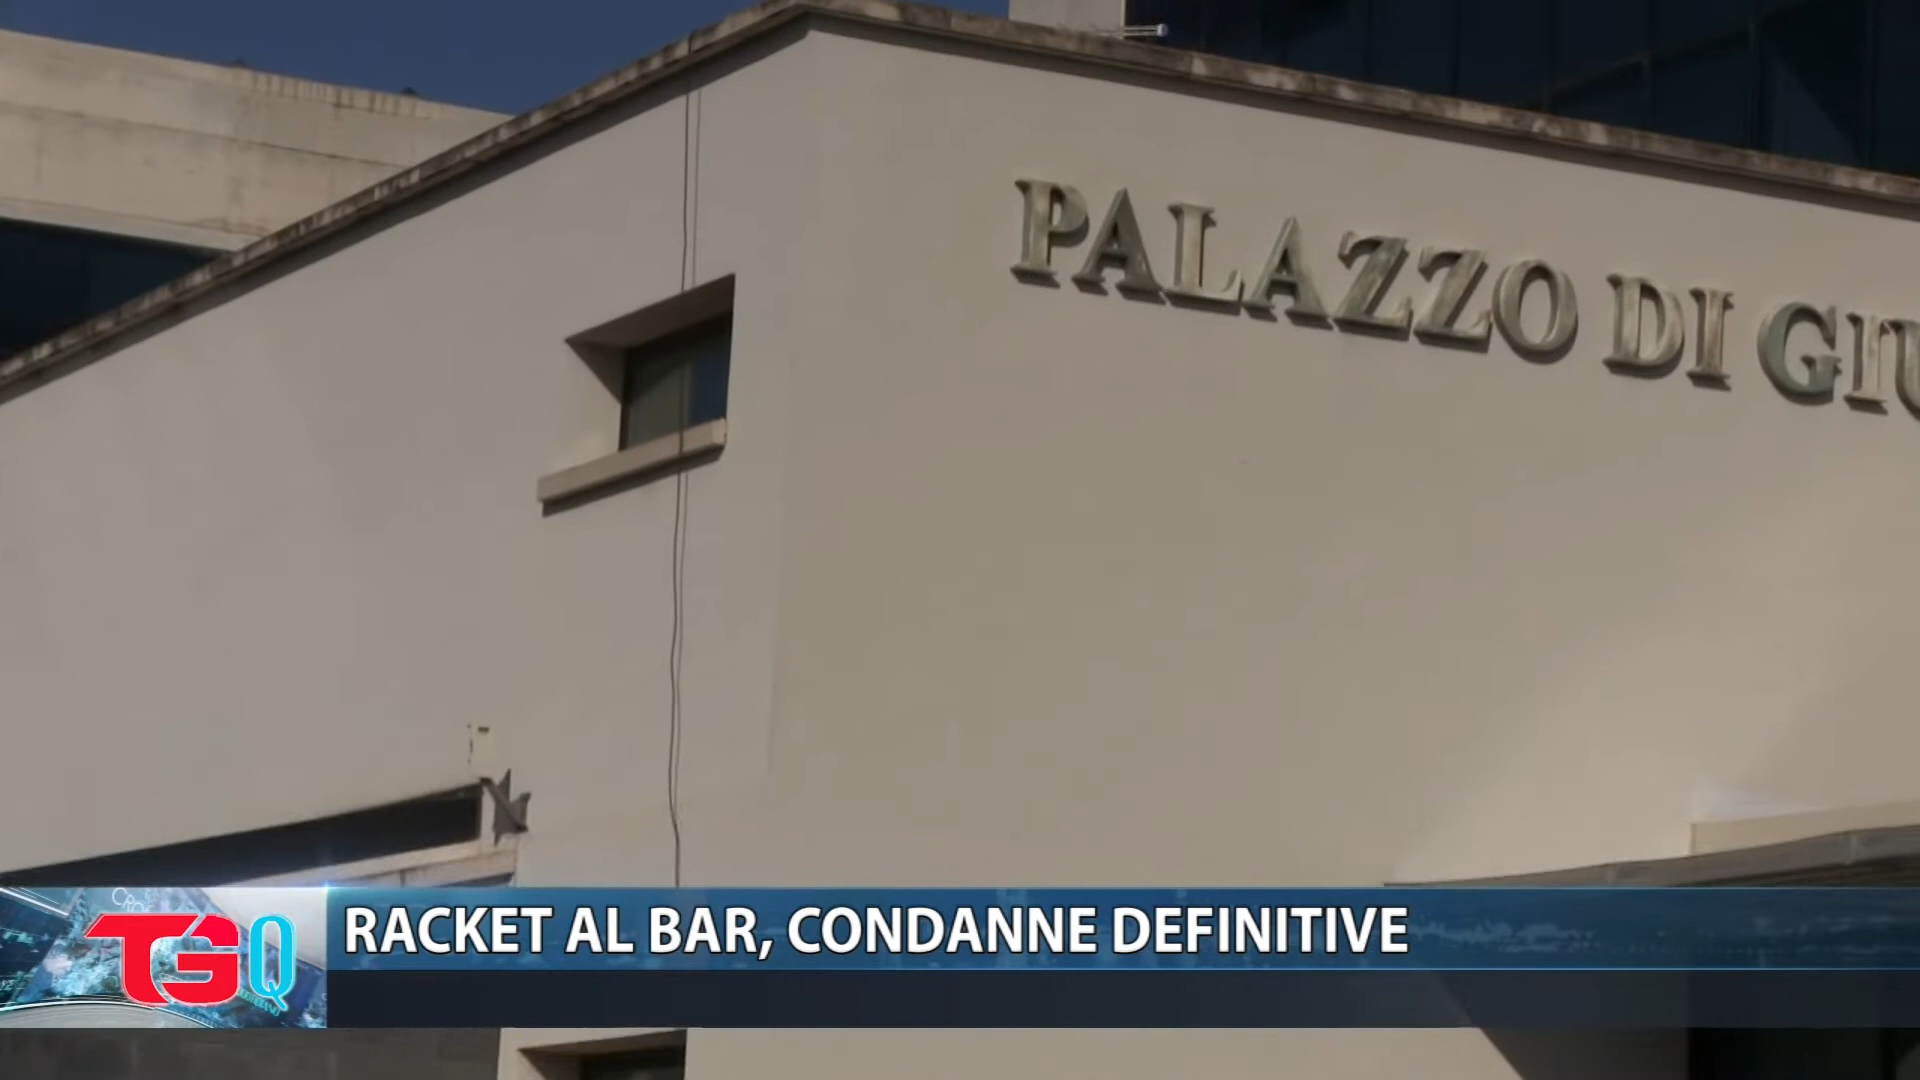 PALAZZO DI GIU
TGQ
RACKET AL BAR, CONDANNE DEFINITIVE